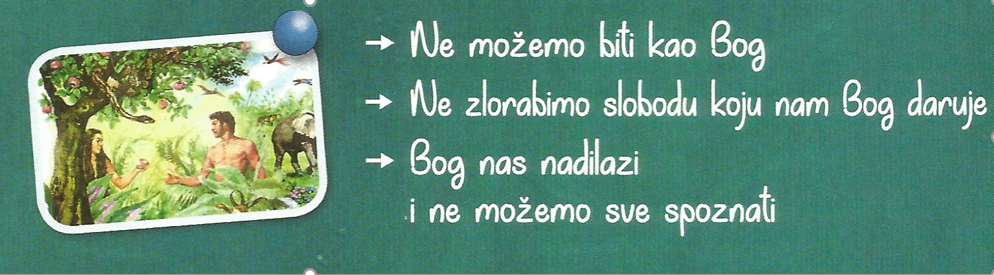 → Ne možemo biti kao Bog
→ Ne zlorabimo slobodu koju nam Bog daruje
→ Bog nas nadilazi
i ne možemo sve spoznati